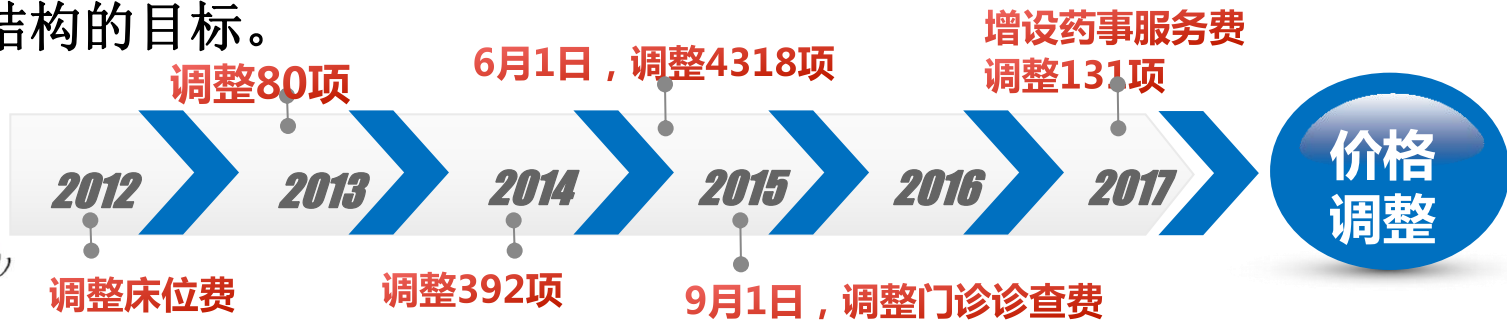 结构的目标。
调整80项
6月1日，调整4318项
增设药事服务费
调整131项
2012
2013
2014
2015
2016
2017
价格
调整
调整床位费
调整392项
9月1日，调整门诊诊查费